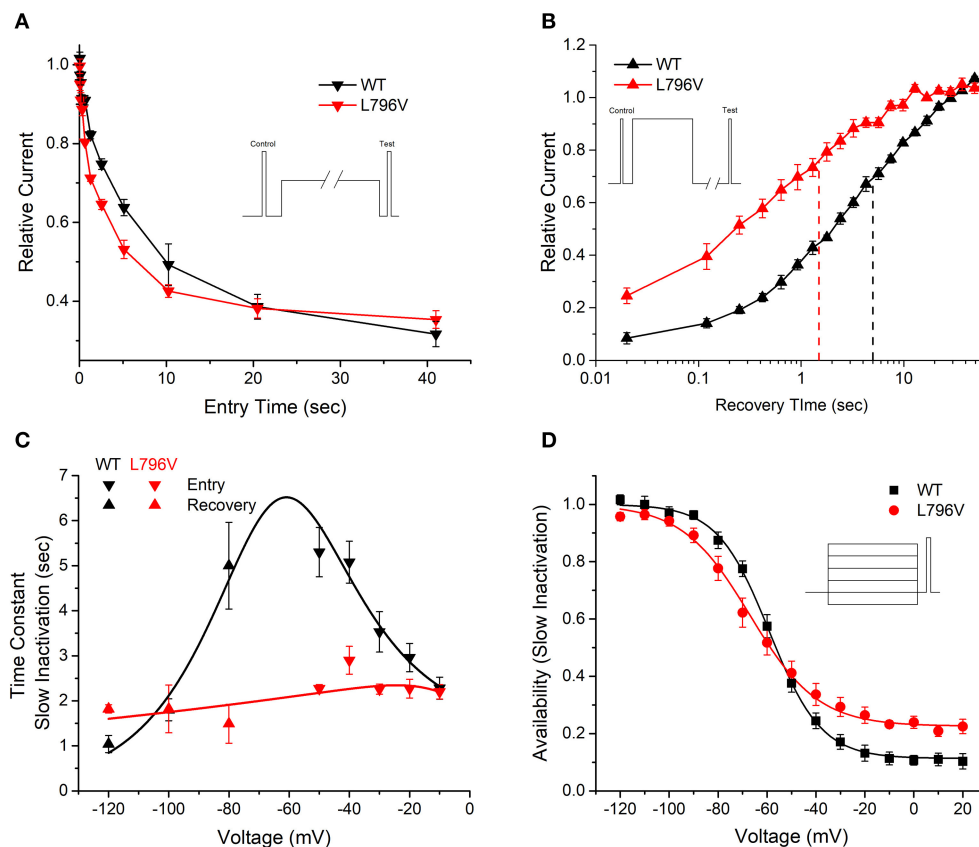 A
WT
L796V
Control
Test
Relative Current
1.0
0.8
0.6
0.4
0 10 20 30 40
Entry Time (sec)
B
WT
L796V
Control
Test
Relative Current
1.2
1.0
0.8
0.6
0.4
0.2
0.0
0.01 0.1 1 10
Recovery TIme (sec)
C
WT L796V
Entry
Recovery
Time Constant
Slow Inactivation (sec)
7
6
5
4
3
2
1
0
-120 -100 -80 -60 -40 -20 0
Voltage (mV)
D
WT
L796V
Availability (Slow Inactivation)
1.0
0.8
0.6
0.4
0.2
0.0
-120 -100 -80 -60 -40 -20 0 20
Voltage (mV)